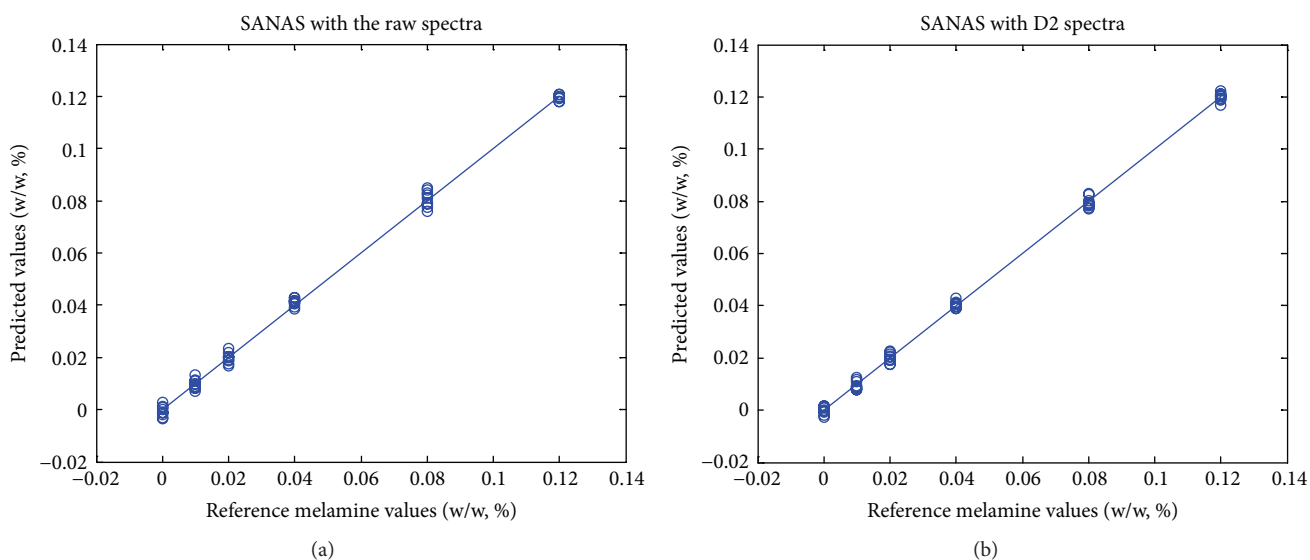 SANAS with the raw spectra
0.14
0.12
0.1
0.08
0.06
0.04
0.02
0
−0.02
Predicted values (w/w, %)
−0.02 0 0.02 0.04 0.06 0.08 0.1 0.12 0.14
Reference melamine values (w/w, %)
(a)
SANAS with D2 spectra
0.14
0.12
0.1
0.08
0.06
0.04
0.02
0
−0.02
Predicted values (w/w, %)
−0.02 0 0.02 0.04 0.06 0.08 0.1 0.12 0.14
Reference melamine values (w/w, %)
(b)